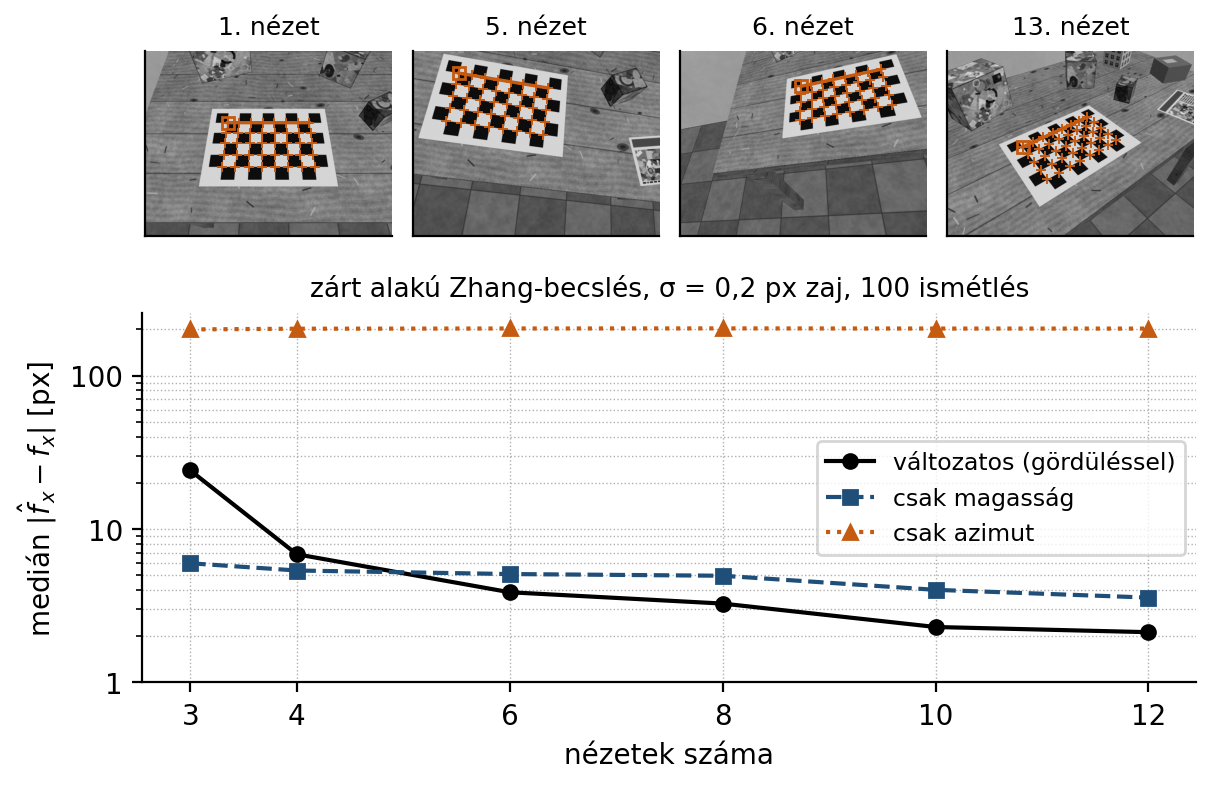 1. nézet
5. nézet
6. nézet
13. nézet
zárt alakú Zhang-becslés, σ = 0,2 px zaj, 100 ismétlés
medián |f̂ₓ − fₓ| [px]
100
10
1
változatos (gördüléssel)
csak magasság
csak azimut
3 4 6 8 10 12
nézetek száma